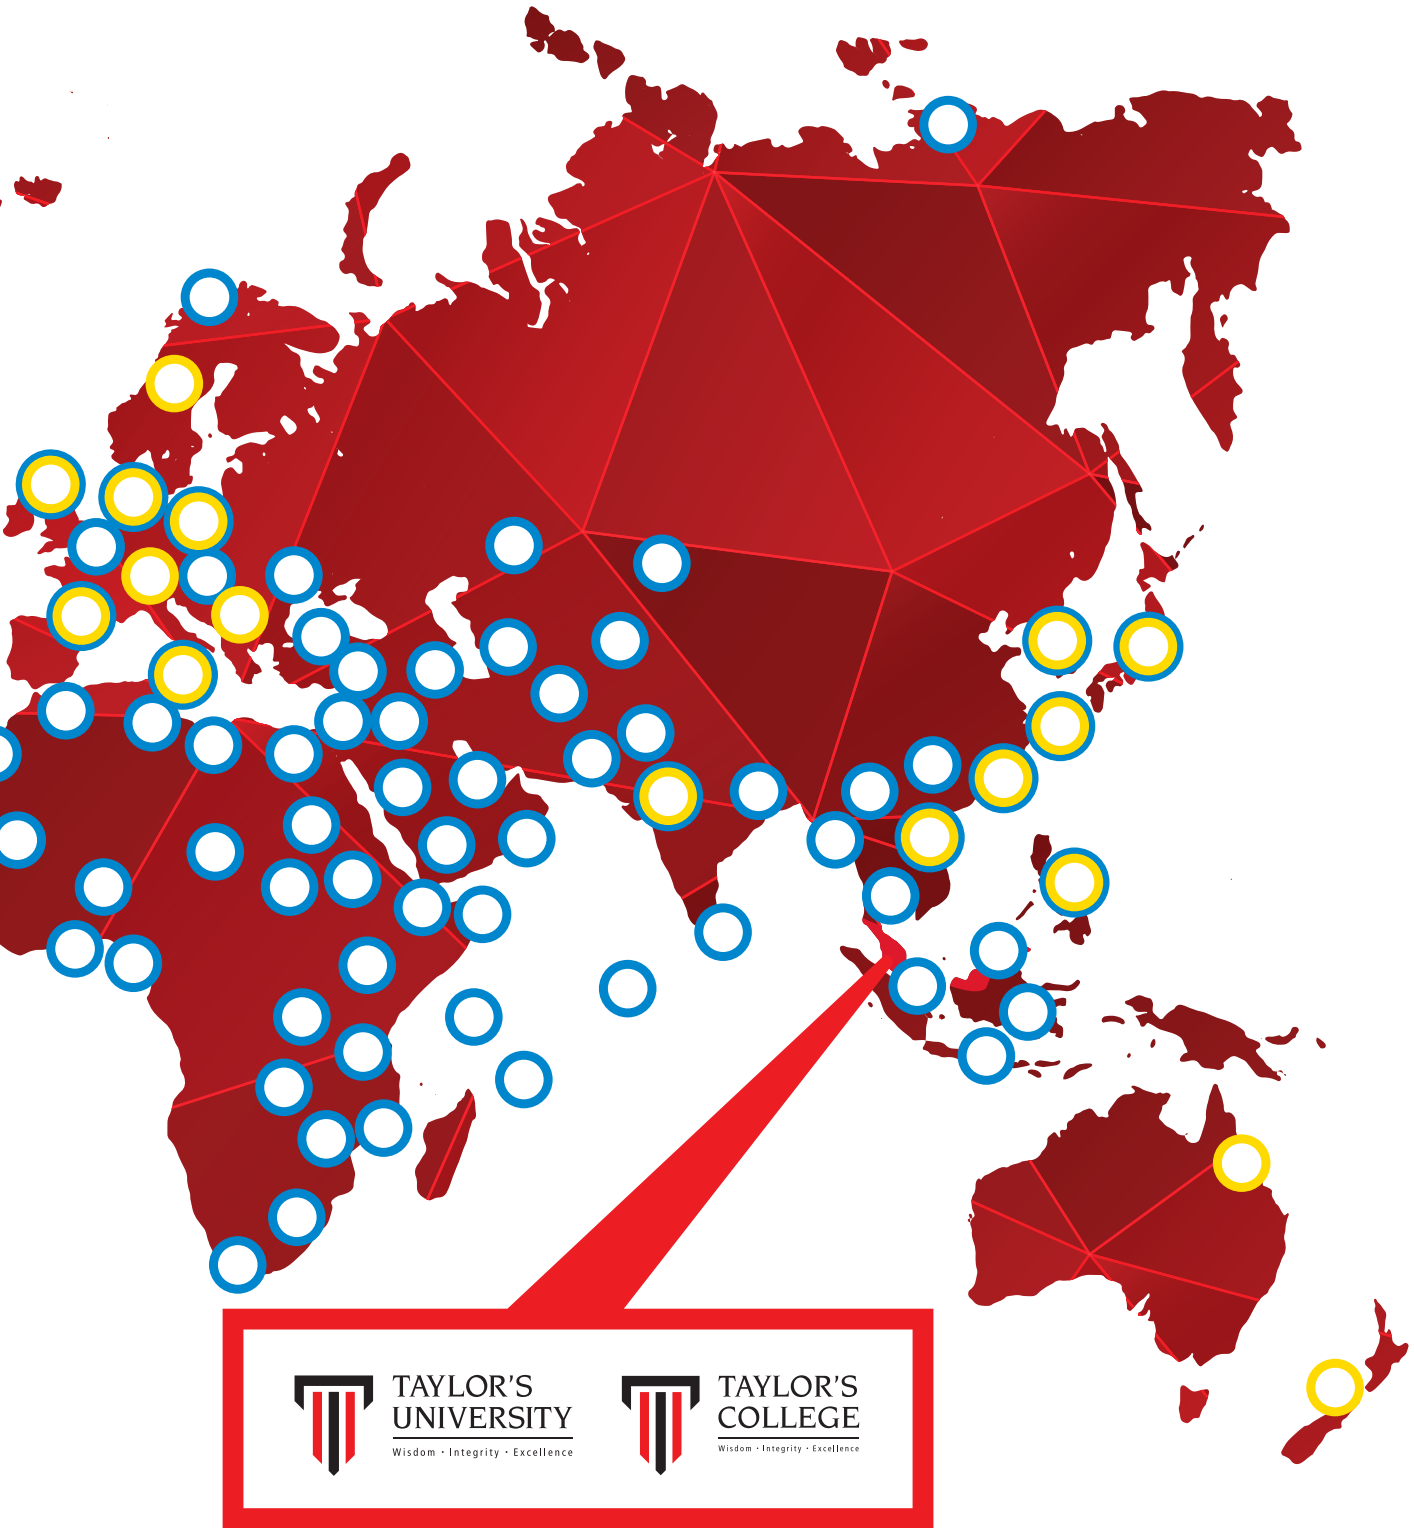 TAYLOR'S
UNIVERSITY
Wisdom · Integrity · Excellence
TAYLOR'S
COLLEGE
Wisdom · Integrity · Excellence